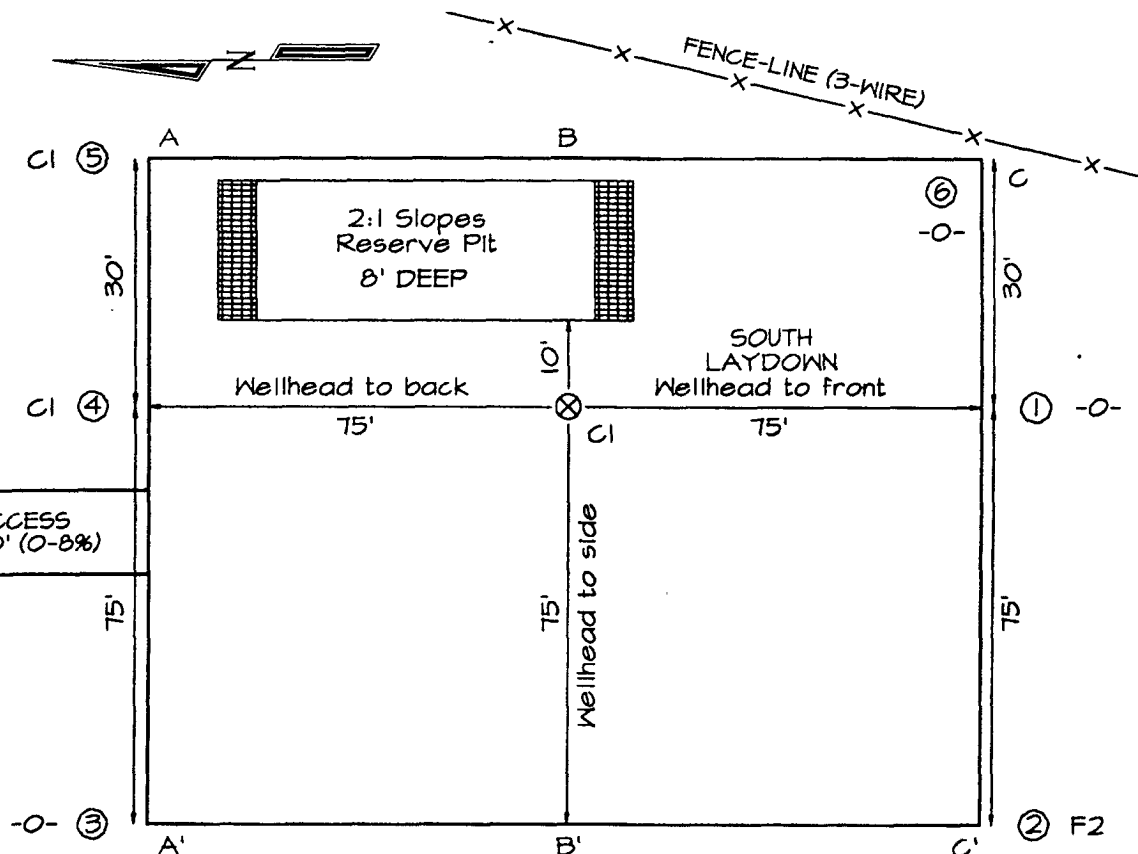 N
FENCE-LINE (3-WIRE)
A
B
C
C1 ⑤
⑥
-0-
2:1 Slopes
Reserve Pit
8' DEEP
30'
30'
10'
SOUTH
LAYDOWN
Wellhead to back
Wellhead to front
C1 ④
① -0-
75'
75'
C1
(0-8%)
75'
75'
Wellhead to side
75'
-0- ③
② F2
A'
B'
C'